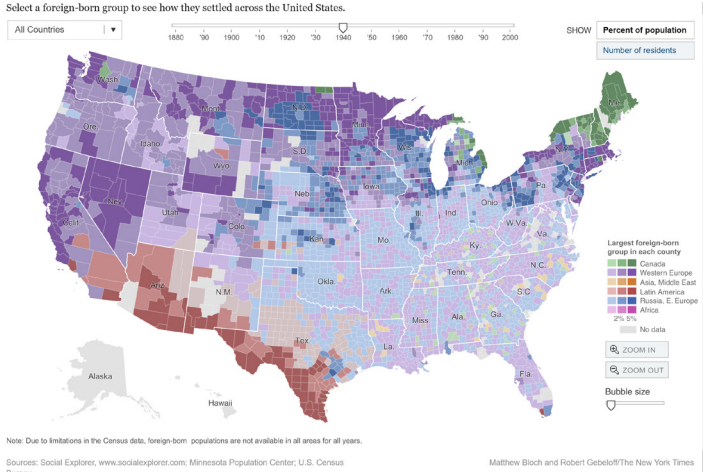 Select a foreign-born group to see how they settled across the United States.
All Countries
1880 '90 1900 '10 1920 '30 1940 '50 1960 '70 1980 '90 2000
SHOW
Percent of population
Number of residents
Wash.
Mont.
N.D.
Minn.
Me.
Ore.
Idaho
Wyo.
S.D.
Wis.
Mich.
N.Y.
Nev.
Utah
Colo.
Neb.
Iowa
Ill.
Ind.
Ohio
Pa.
Calif.
Kan.
Mo.
Ky.
W.Va.
Va.
Ariz.
N.M.
Okla.
Ark.
Tenn.
N.C.
S.C.
Tex.
La.
Miss.
Ala.
Ga.
Fla.
Alaska
Hawaii
Largest foreign-born
group in each county
Canada
Western Europe
Asia, Middle East
Latin America
Russia, E. Europe
Africa
2% 5%
No data
ZOOM IN
ZOOM OUT
Bubble size
Note: Due to limitations in the Census data, foreign-born populations are not available in all areas for all years.
Sources: Social Explorer, www.socialexplorer.com; Minnesota Population Center; U.S. Census
Matthew Bloch and Robert Gebeloff/The New York Times